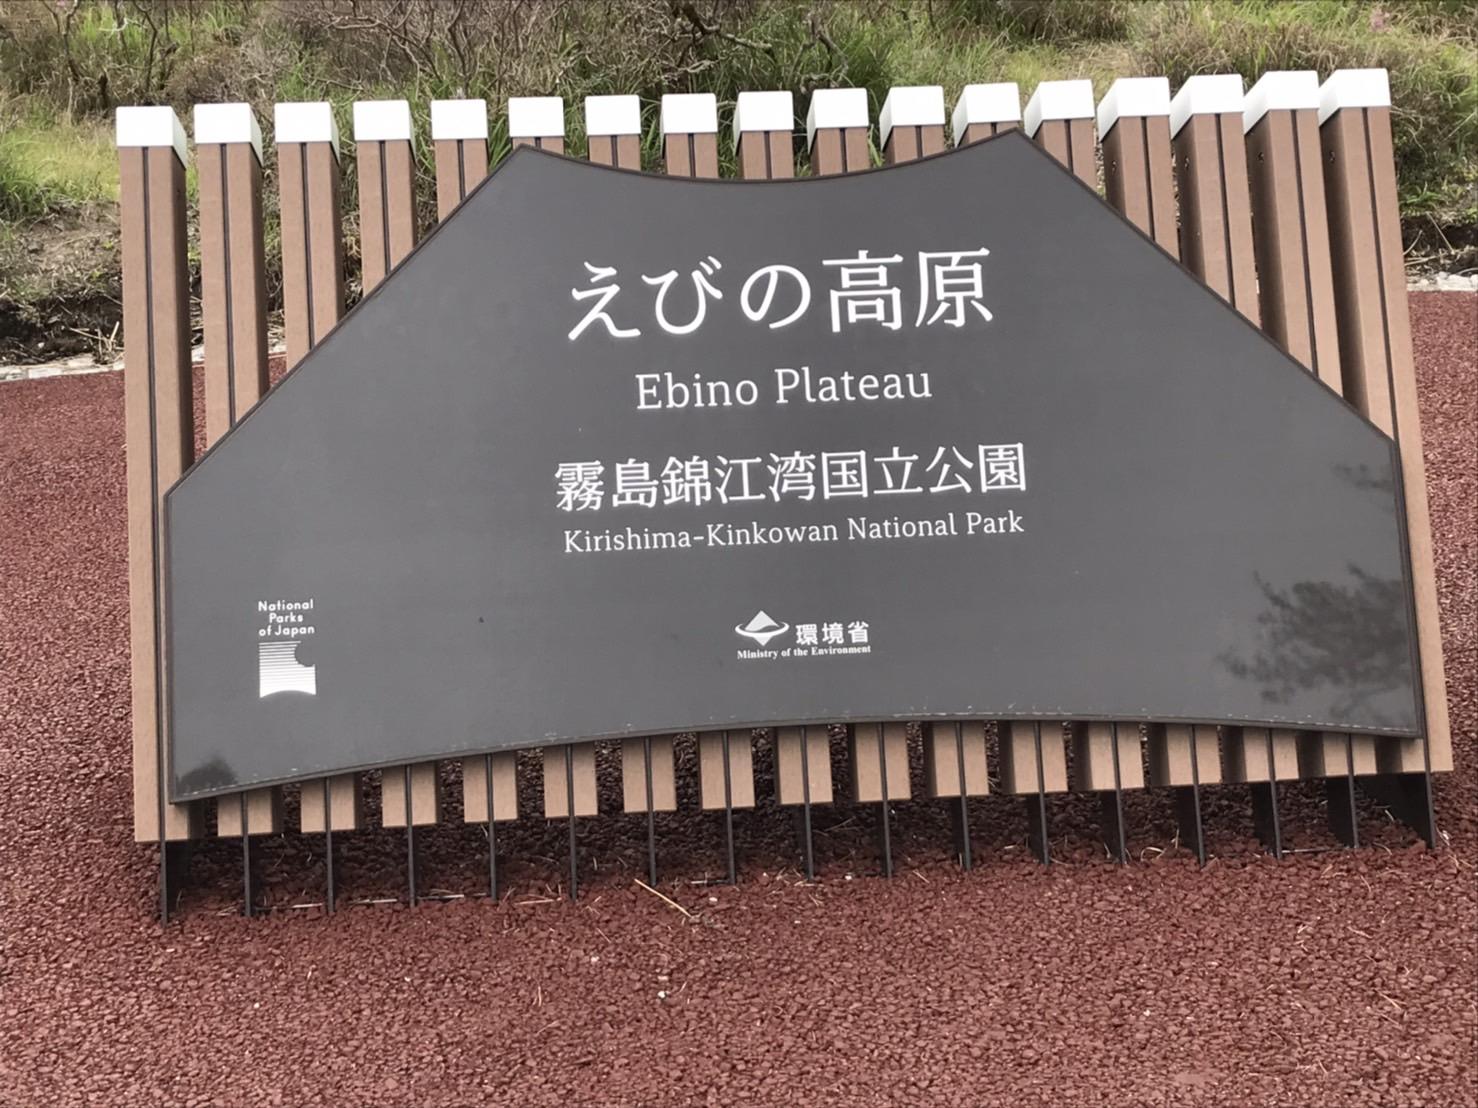 えびの高原
Ebino Plateau
霧島錦江湾国立公園
Kirishima-Kinkowan National Park
National
Parks
of Japan
環境省
Ministry of the Environment